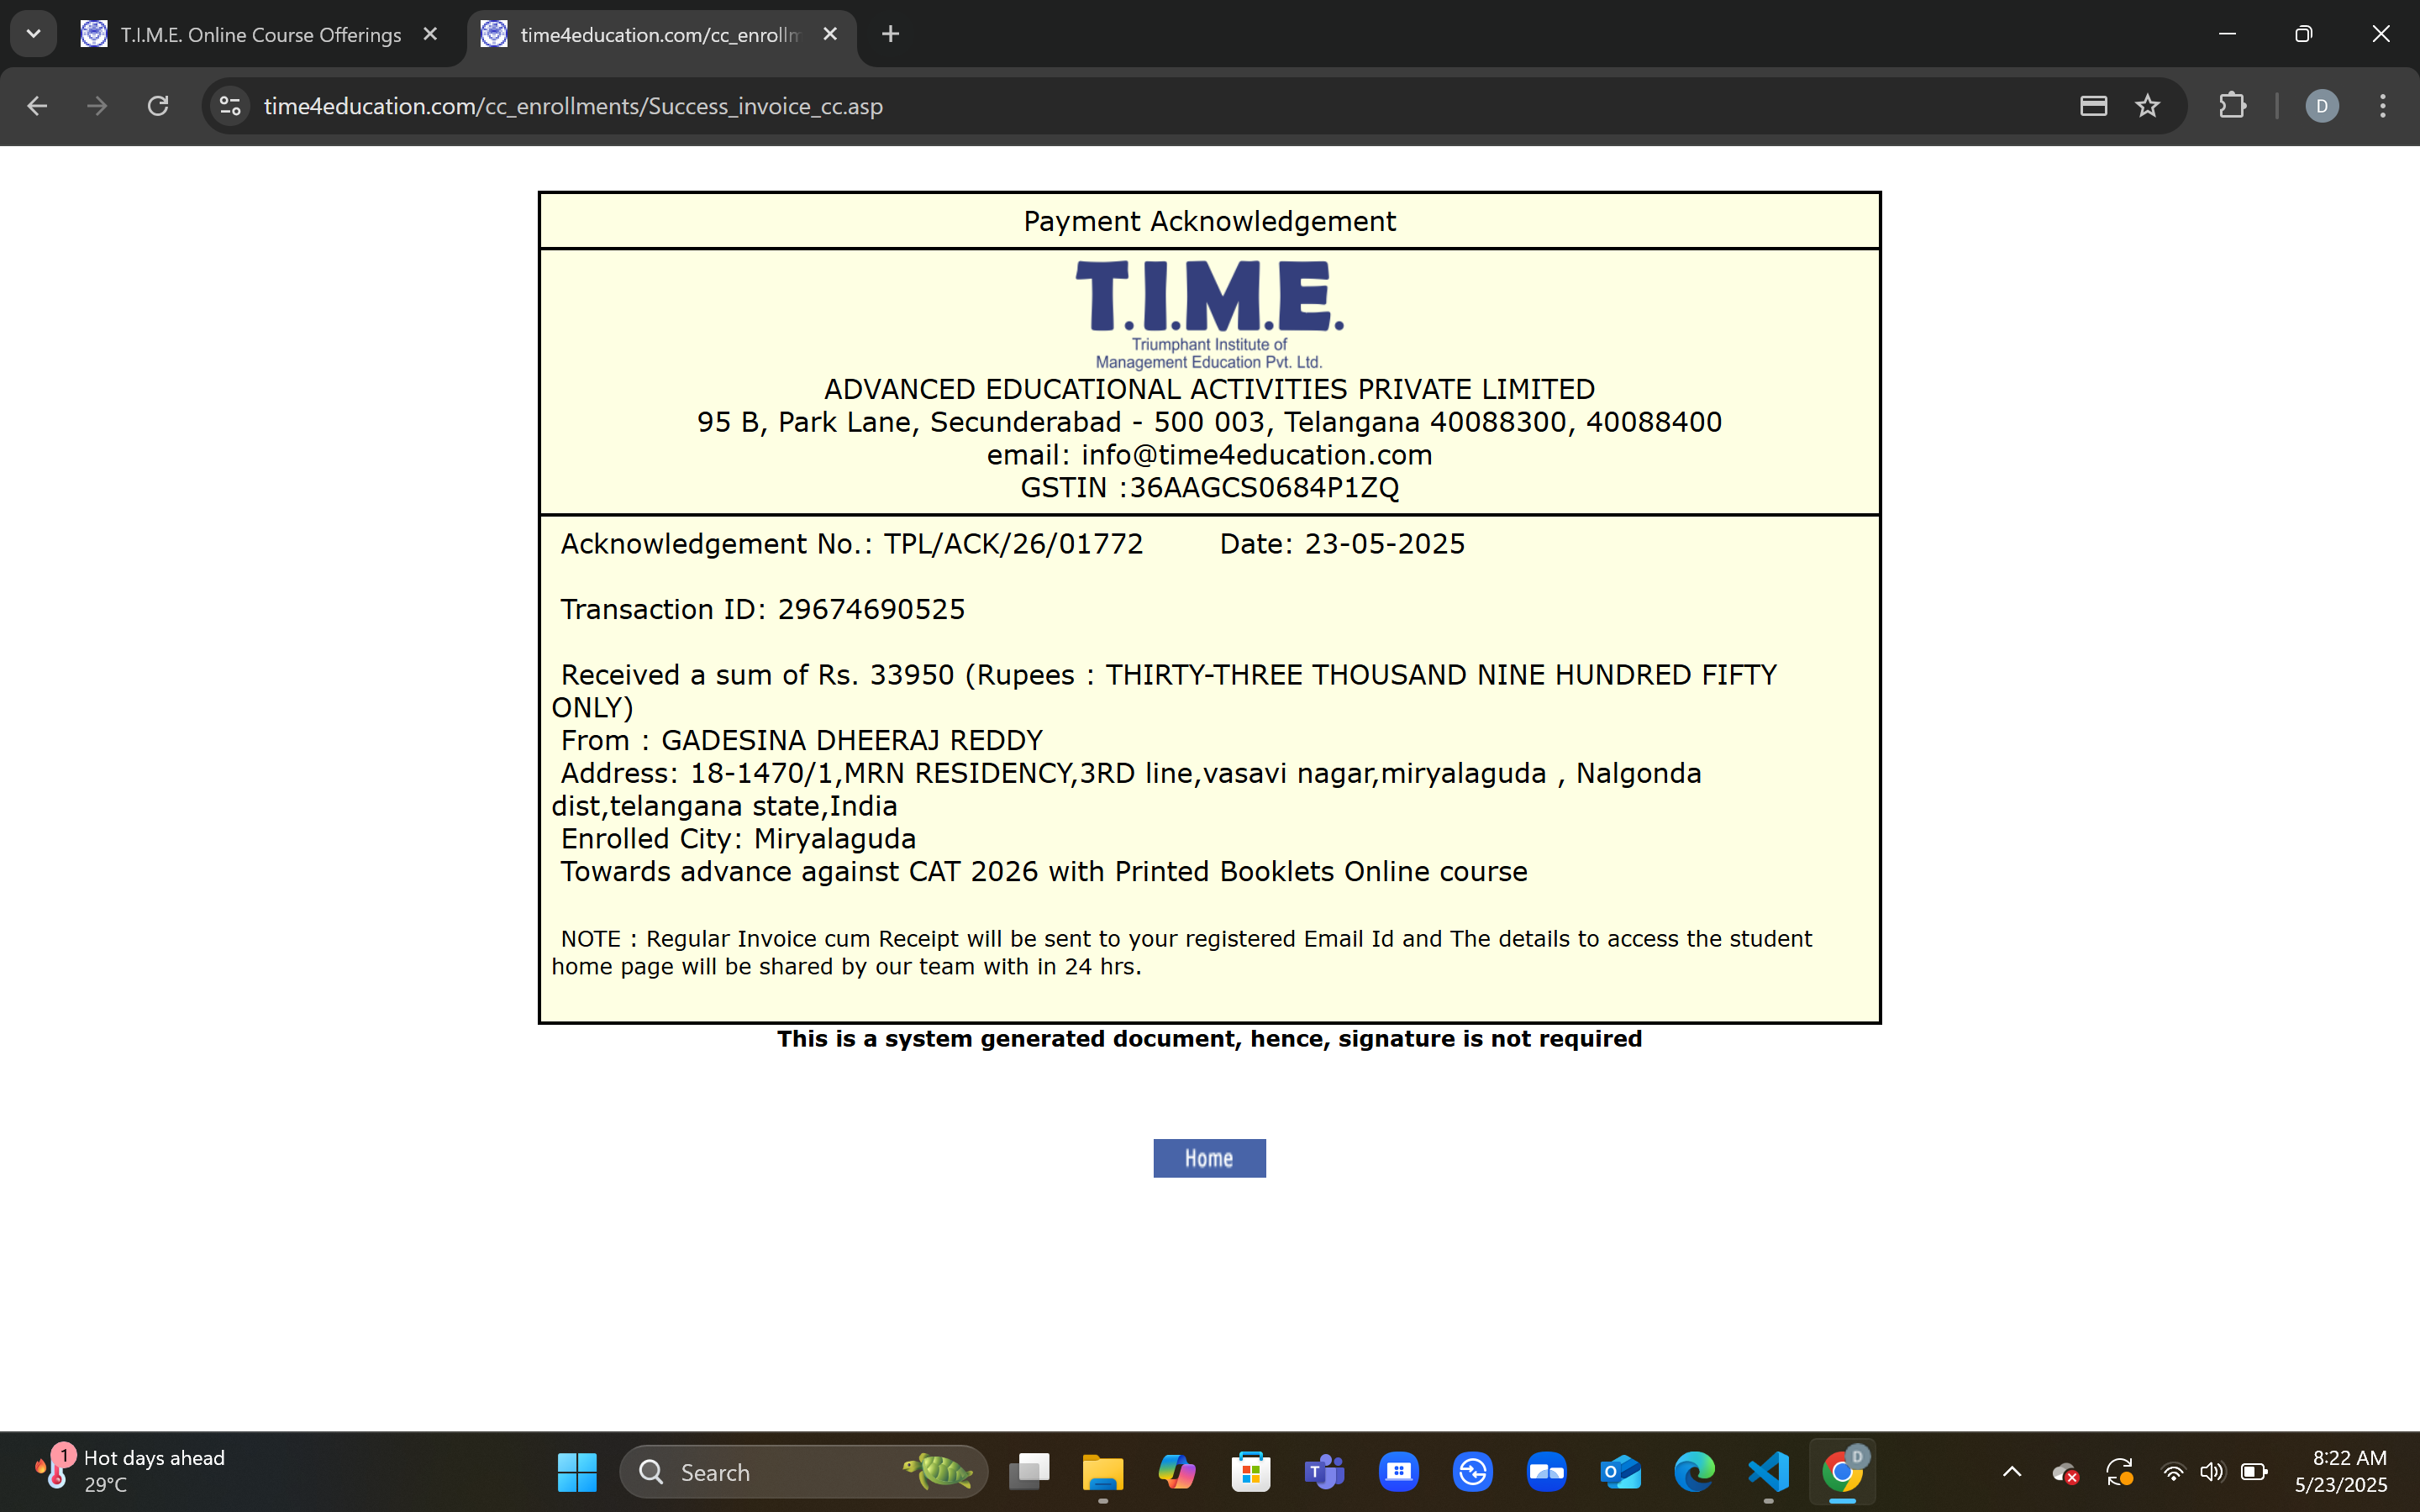 T.I.M.E. Online Course Offerings
time4education.com/cc_enrollm
time4education.com/cc_enrollments/Success_invoice_cc.asp
D
Payment Acknowledgement
T.I.M.E.
Triumphant Institute of
Management Education Pvt. Ltd.
ADVANCED EDUCATIONAL ACTIVITIES PRIVATE LIMITED
95 B, Park Lane, Secunderabad - 500 003, Telangana 40088300, 40088400
email: info@time4education.com
GSTIN :36AAGCS0684P1ZQ
Acknowledgement No.: TPL/ACK/26/01772 Date: 23-05-2025
Transaction ID: 29674690525
Received a sum of Rs. 33950 (Rupees : THIRTY-THREE THOUSAND NINE HUNDRED FIFTY
ONLY)
From : GADESINA DHEERAJ REDDY
Address: 18-1470/1,MRN RESIDENCY,3RD line,vasavi nagar,miryalaguda , Nalgonda
dist,telangana state,India
Enrolled City: Miryalaguda
Towards advance against CAT 2026 with Printed Booklets Online course
NOTE : Regular Invoice cum Receipt will be sent to your registered Email Id and The details to access the student
home page will be shared by our team with in 24 hrs.
This is a system generated document, hence, signature is not required
Home
1
Hot days ahead
29°C
Search
D
8:22 AM
5/23/2025